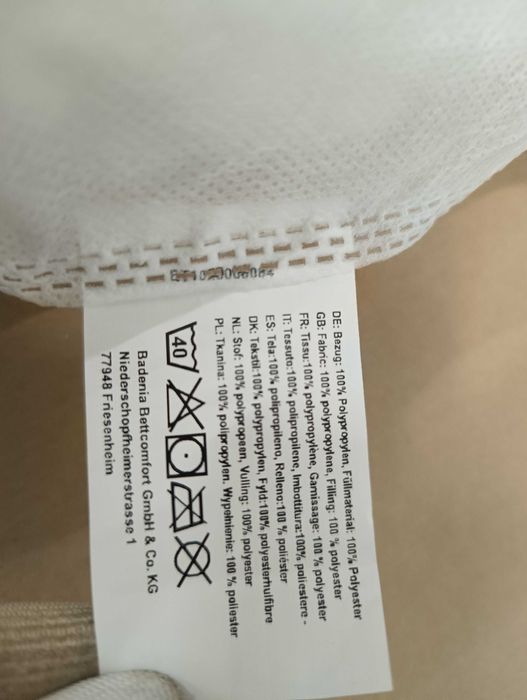 DE: Bezug: 100% Polypropylen, Füllmaterial: 100% Polyester
GB: Fabric: 100% polypropylene, Filling: 100 % polyester
FR: Tissu:100% polypropylène, Garnissage: 100 % polyester
IT: Tessuto:100% polipropilene, Imbottitura:100% poliestere -
ES: Tela:100% polipropileno, Relleno:100 % poliéster
DK: Tekstil:100% polypropylen, Fyld:100% polyesterhulfibre
NL: Stof: 100% polypropeen, Vulling: 100% polyester
PL: Tkanina: 100% polipropylen. Wypełnienie: 100 % poliester
40
Badenia Bettcomfort GmbH & Co. KG
Niederschopfheimerstrasse 1
77948 Friesenheim